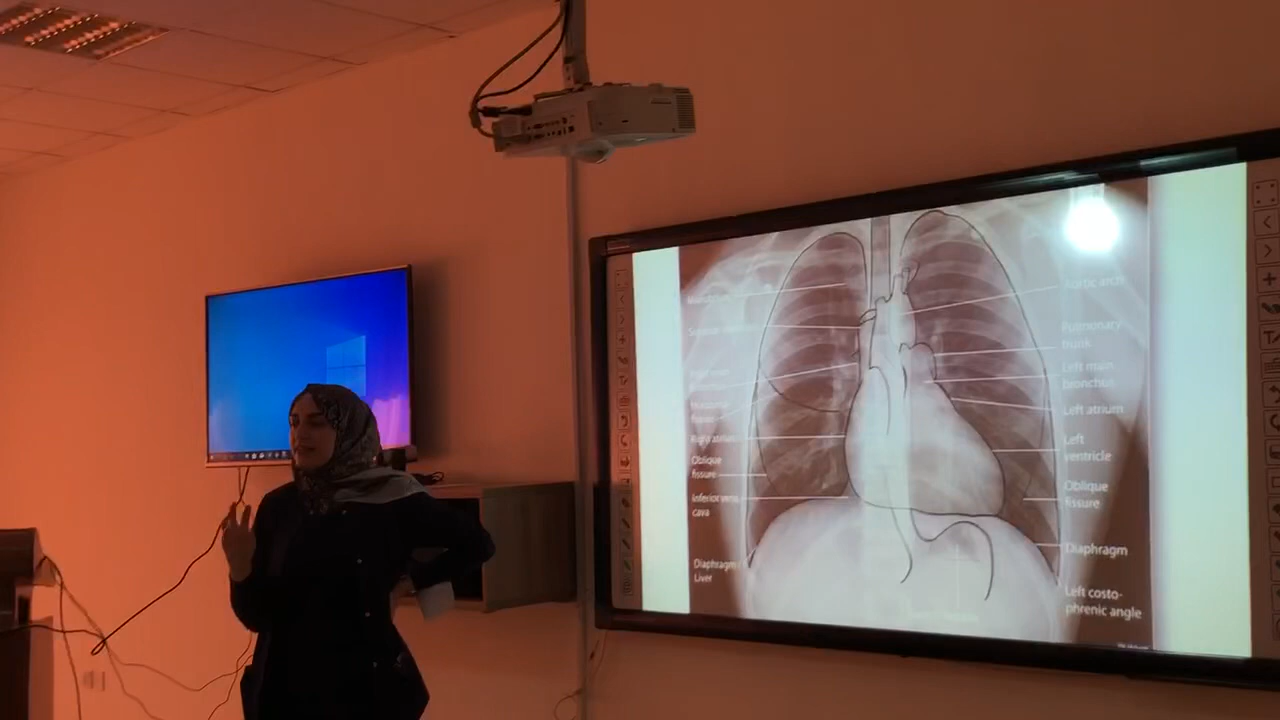 Aortic arch
Pulmonary
trunk
Left main
bronchus
Left atrium
Left
ventricle
Oblique
fissure
Diaphragm
Left costo-
phrenic angle
Right atrium
Oblique
fissure
Inferior vena
cava
Diaphragm
Liver